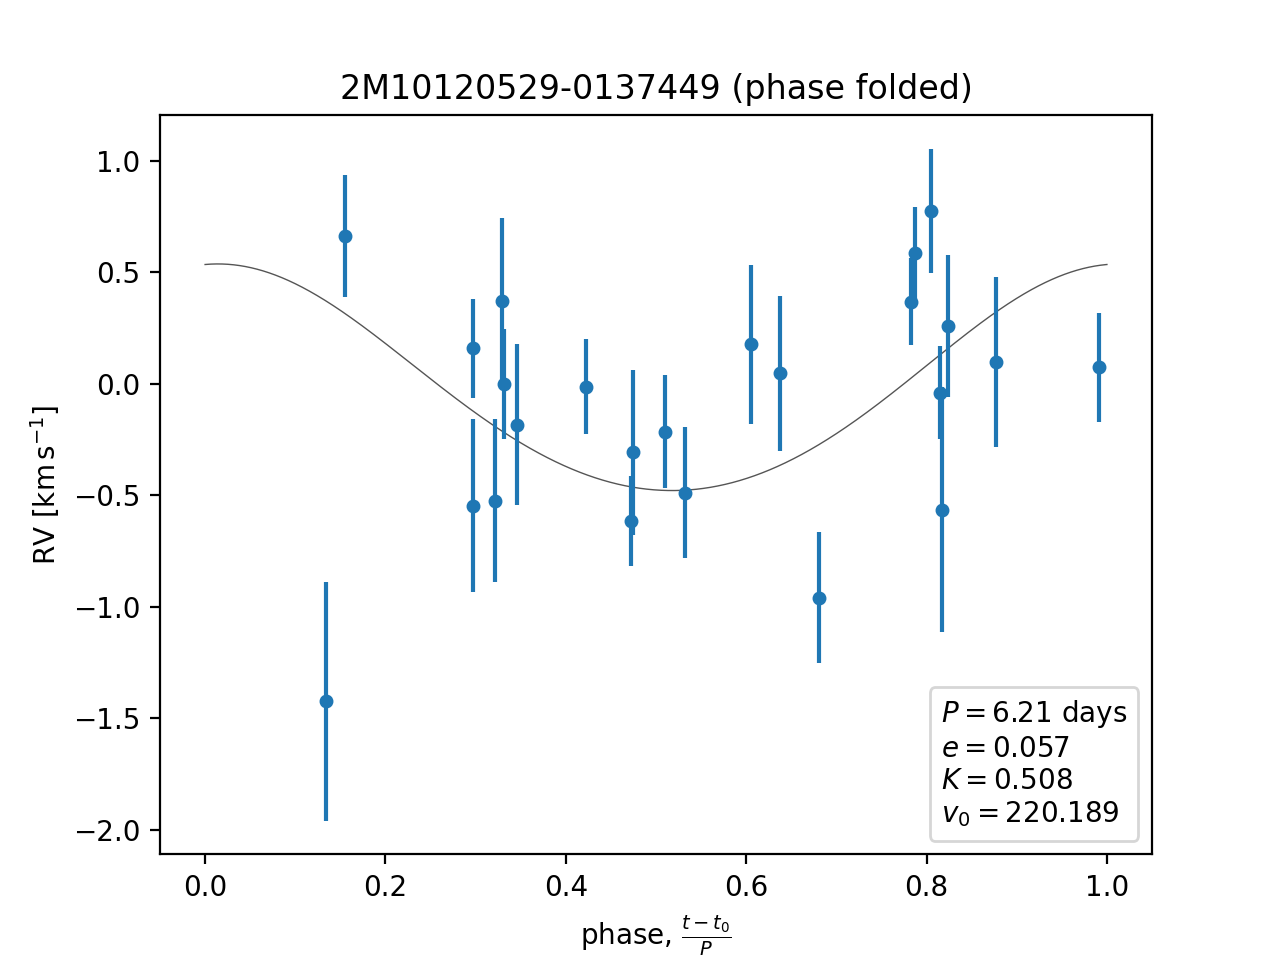 2M10120529-0137449 (phase folded)
RV [km s⁻¹]
1.0
0.5
0.0
−0.5
−1.0
−1.5
−2.0
P = 6.21 days
e = 0.057
K = 0.508
v₀ = 220.189
0.0 0.2 0.4 0.6 0.8 1.0
phase, (t − t₀)/P